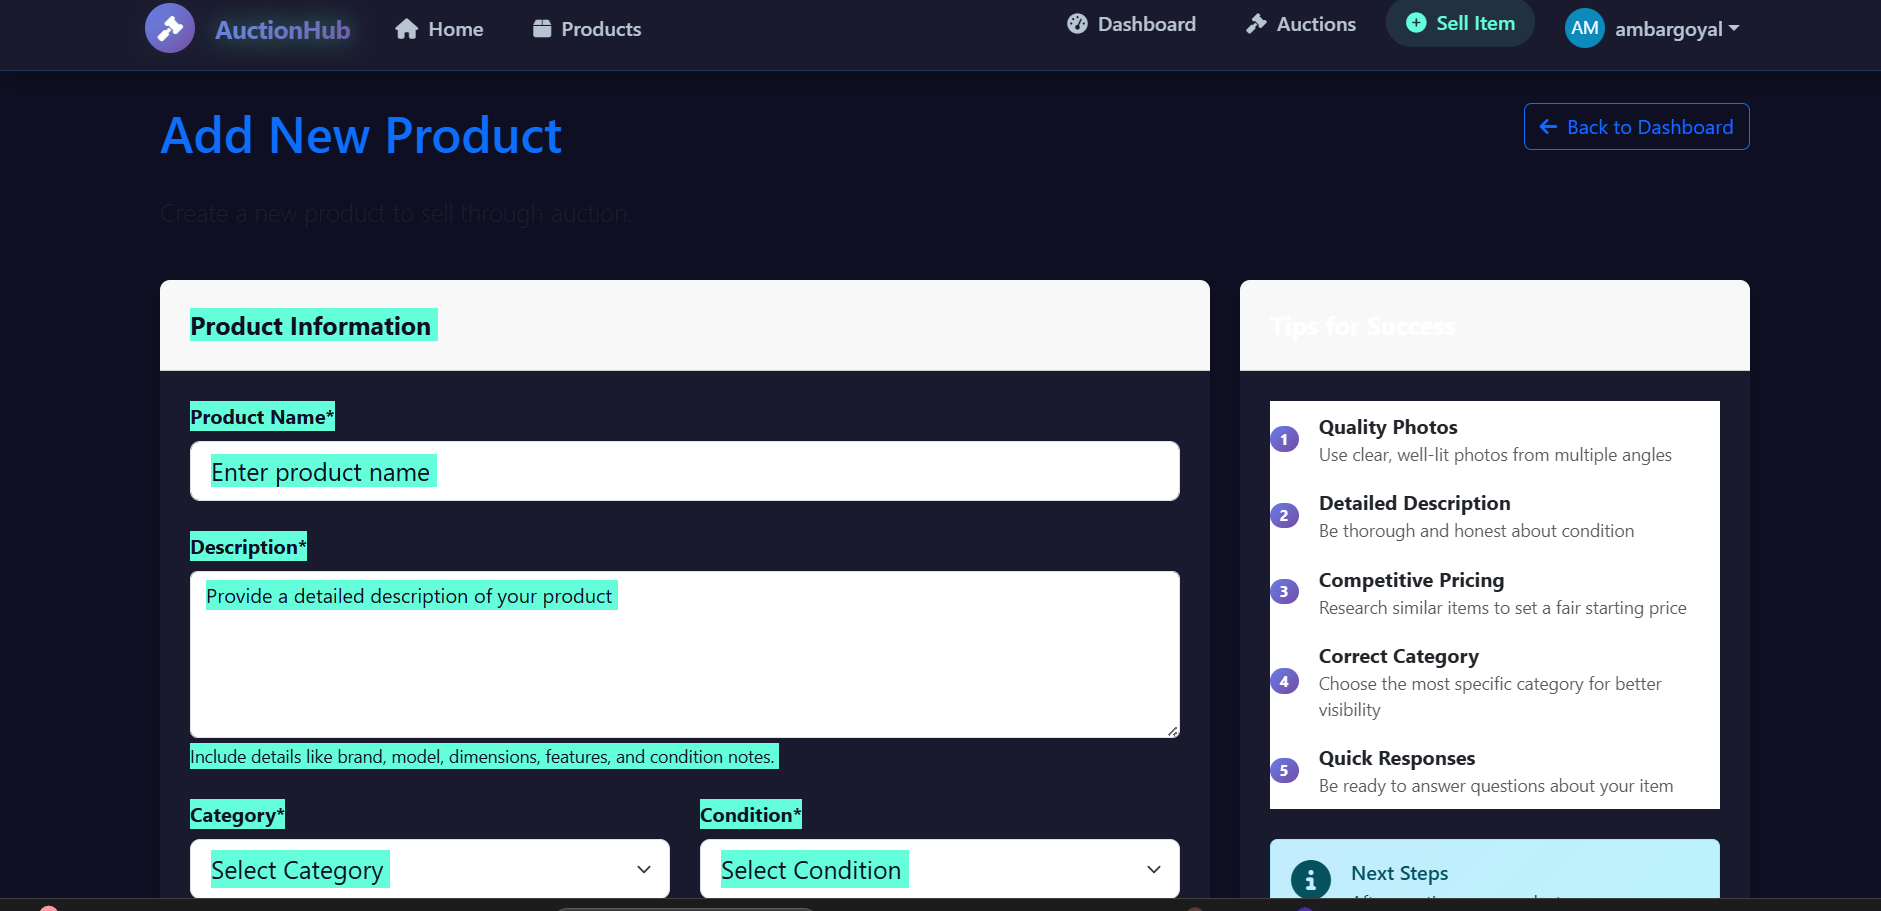 AuctionHub Home Products Dashboard Auctions Sell Item AM ambargoyal
Add New Product
Back to Dashboard
Create a new product to sell through auction.
Product Information
Product Name*
Enter product name
Description*
Provide a detailed description of your product
Include details like brand, model, dimensions, features, and condition notes.
Category*
Select Category
Condition*
Select Condition
Tips for Success
1 Quality Photos
Use clear, well-lit photos from multiple angles
2 Detailed Description
Be thorough and honest about condition
3 Competitive Pricing
Research similar items to set a fair starting price
4 Correct Category
Choose the most specific category for better
visibility
5 Quick Responses
Be ready to answer questions about your item
Next Steps